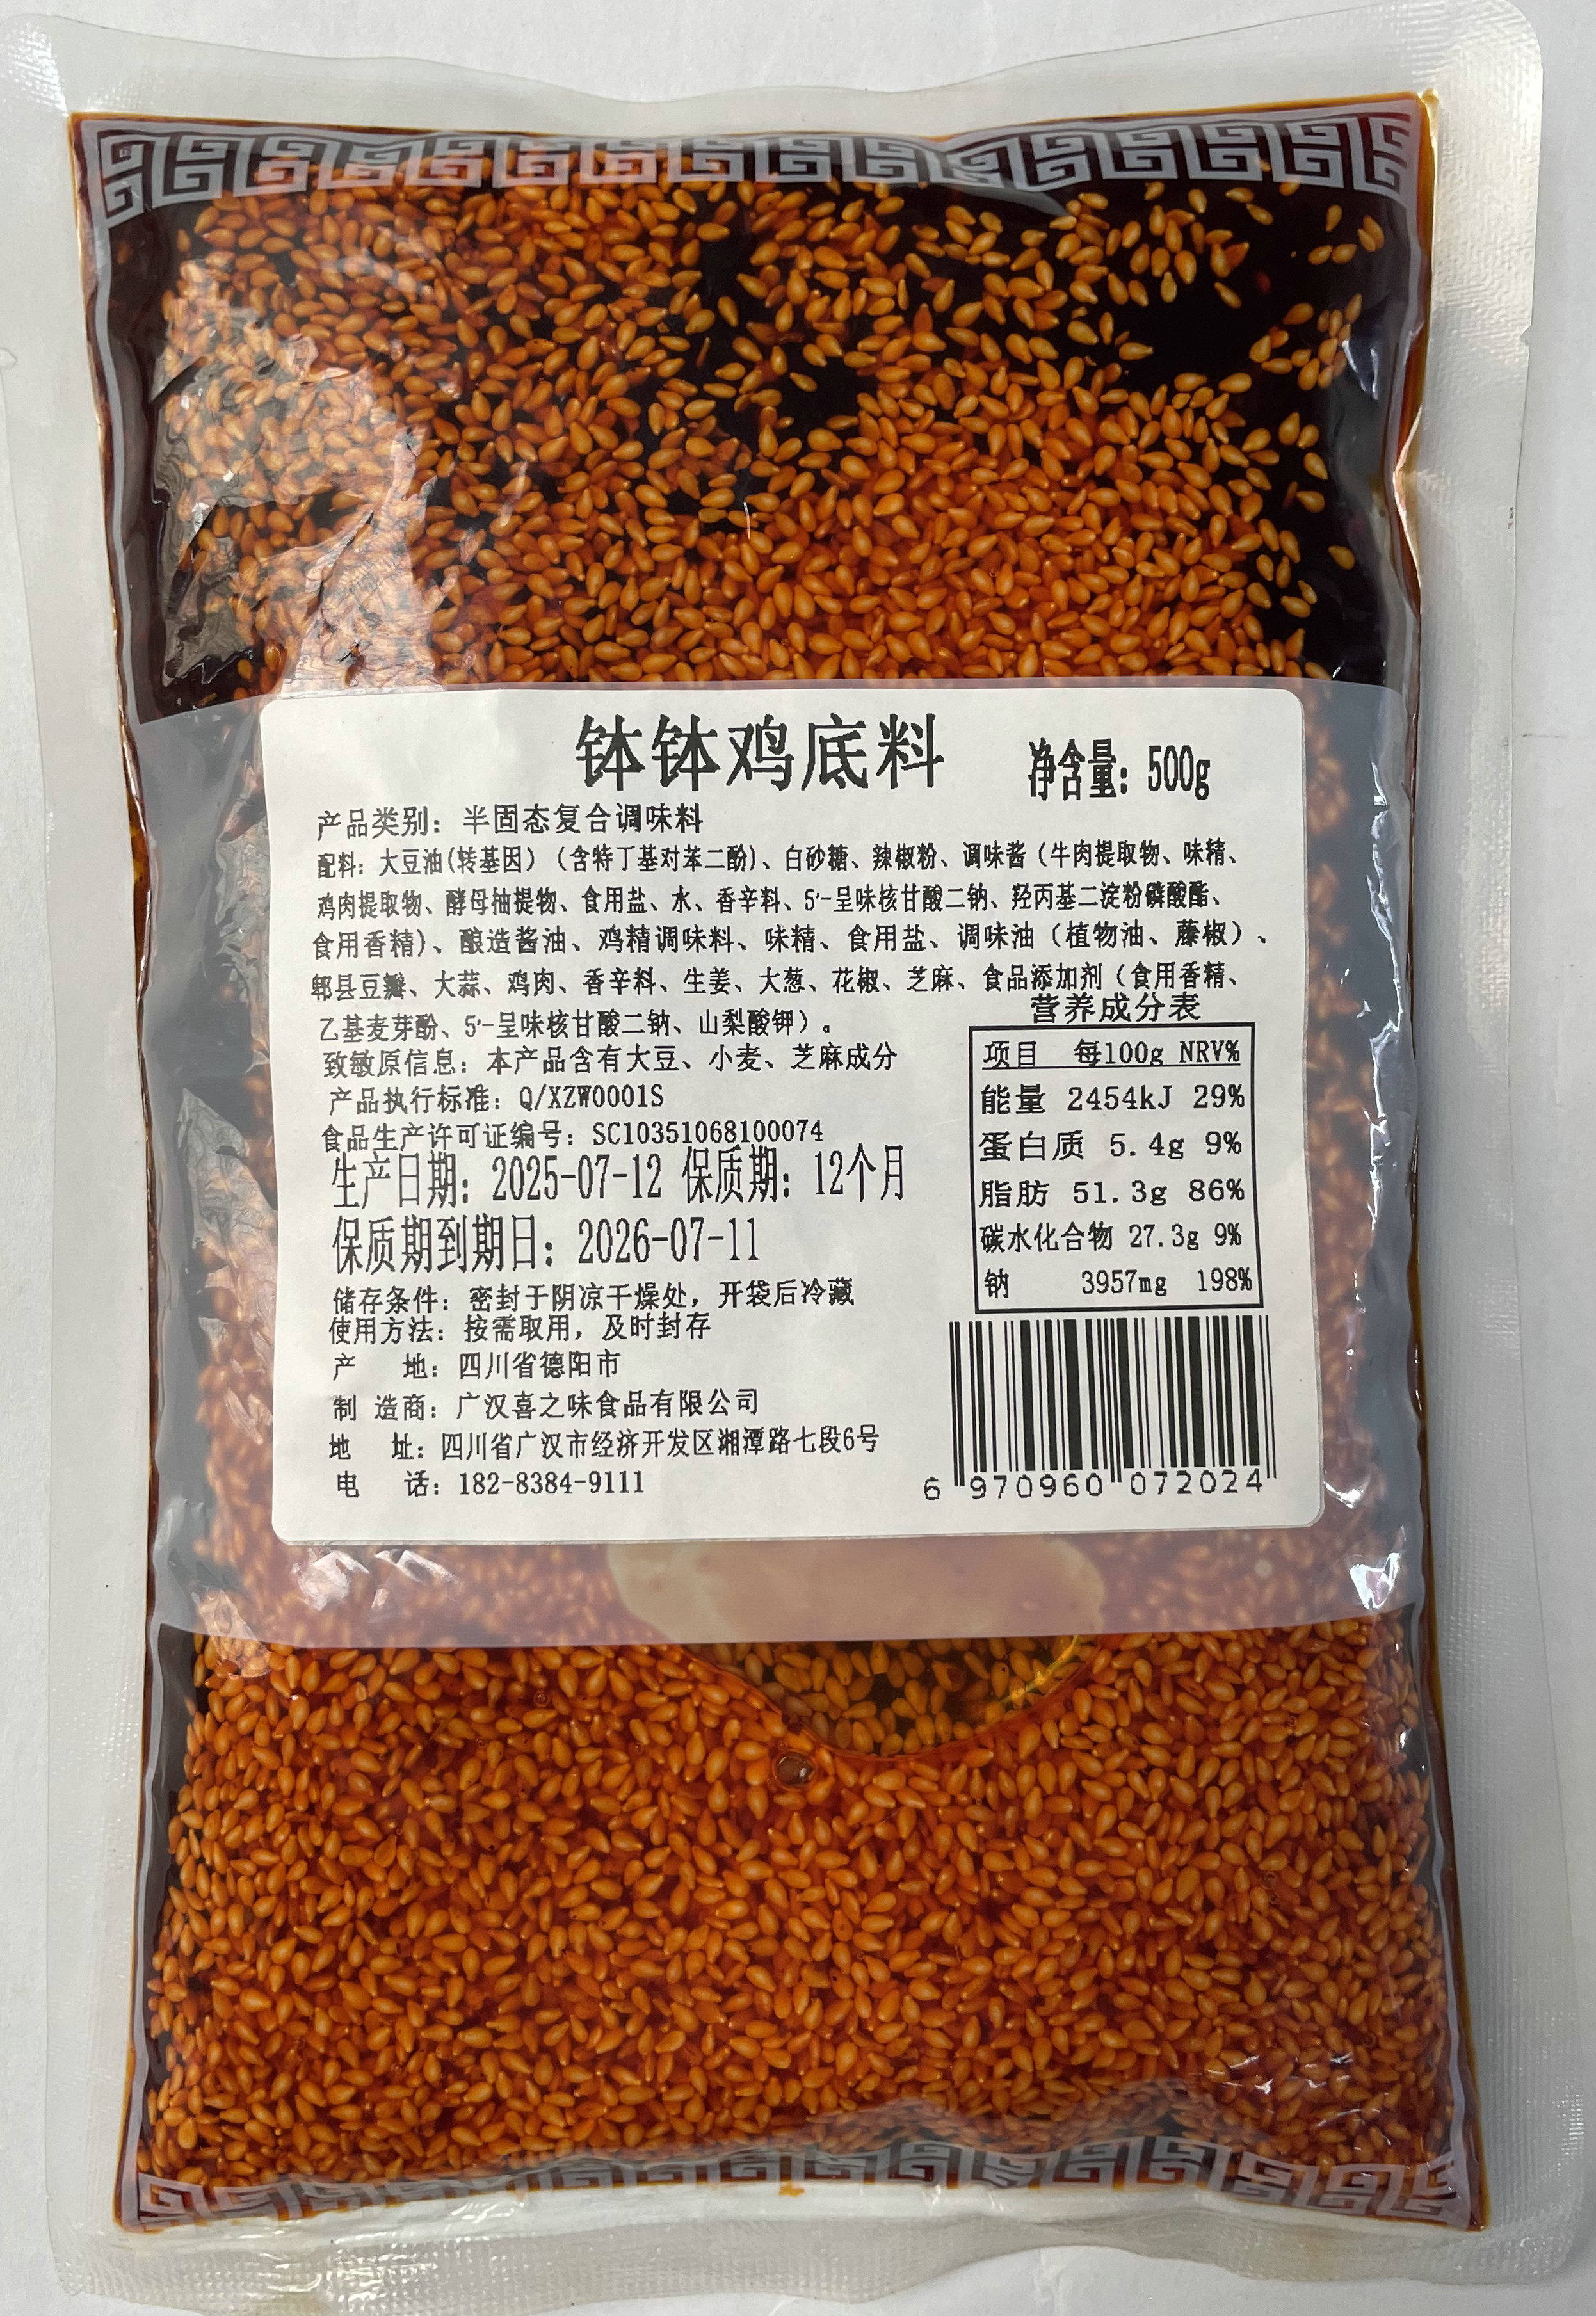 钵钵鸡底料 净含量：500g
产品类别：半固态复合调味料
配料：大豆油(转基因)（含特丁基对苯二酚）、白砂糖、辣椒粉、调味酱（牛肉提取物、味精、
鸡肉提取物、酵母抽提物、食用盐、水、香辛料、5′-呈味核苷酸二钠、羟丙基二淀粉磷酸酯、
食用香精）、酿造酱油、鸡精调味料、味精、食用盐、调味油（植物油、藤椒）、
郫县豆瓣、大蒜、鸡肉、香辛料、生姜、大葱、花椒、芝麻、食品添加剂（食用香精、
乙基麦芽酚、5′-呈味核苷酸二钠、山梨酸钾）。
致敏原信息：本产品含有大豆、小麦、芝麻成分
产品执行标准：Q/XZW0001S
食品生产许可证编号：SC10351068100074
生产日期：2025-07-12 保质期：12个月
保质期到期日：2026-07-11
储存条件：密封于阴凉干燥处，开袋后冷藏
使用方法：按需取用，及时封存
产 地：四川省德阳市
制 造商：广汉喜之味食品有限公司
地 址：四川省广汉市经济开发区湘潭路七段6号
电 话：182-8384-9111
营养成分表
项目 每100g NRV%
能量 2454kJ 29%
蛋白质 5.4g 9%
脂肪 51.3g 86%
碳水化合物 27.3g 9%
钠 3957mg 198%
6 970960 072024